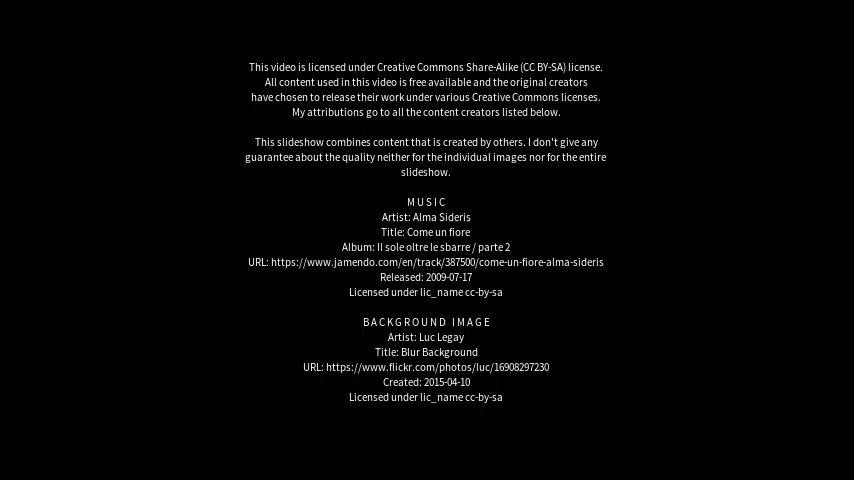 This video is licensed under Creative Commons Share-Alike (CC BY-SA) license.
All content used in this video is free available and the original creators
have chosen to release their work under various Creative Commons licenses.
My attributions go to all the content creators listed below.
This slideshow combines content that is created by others. I don't give any
guarantee about the quality neither for the individual images nor for the entire
slideshow.
MUSIC
Artist: Alma Sideris
Title: Come un fiore
Album: Il sole oltre le sbarre / parte 2
URL: https://www.jamendo.com/en/track/387500/come-un-fiore-alma-sideris
Released: 2009-07-17
Licensed under lic_name cc-by-sa
BACKGROUND IMAGE
Artist: Luc Legay
Title: Blur Background
URL: https://www.flickr.com/photos/luc/16908297230
Created: 2015-04-10
Licensed under lic_name cc-by-sa